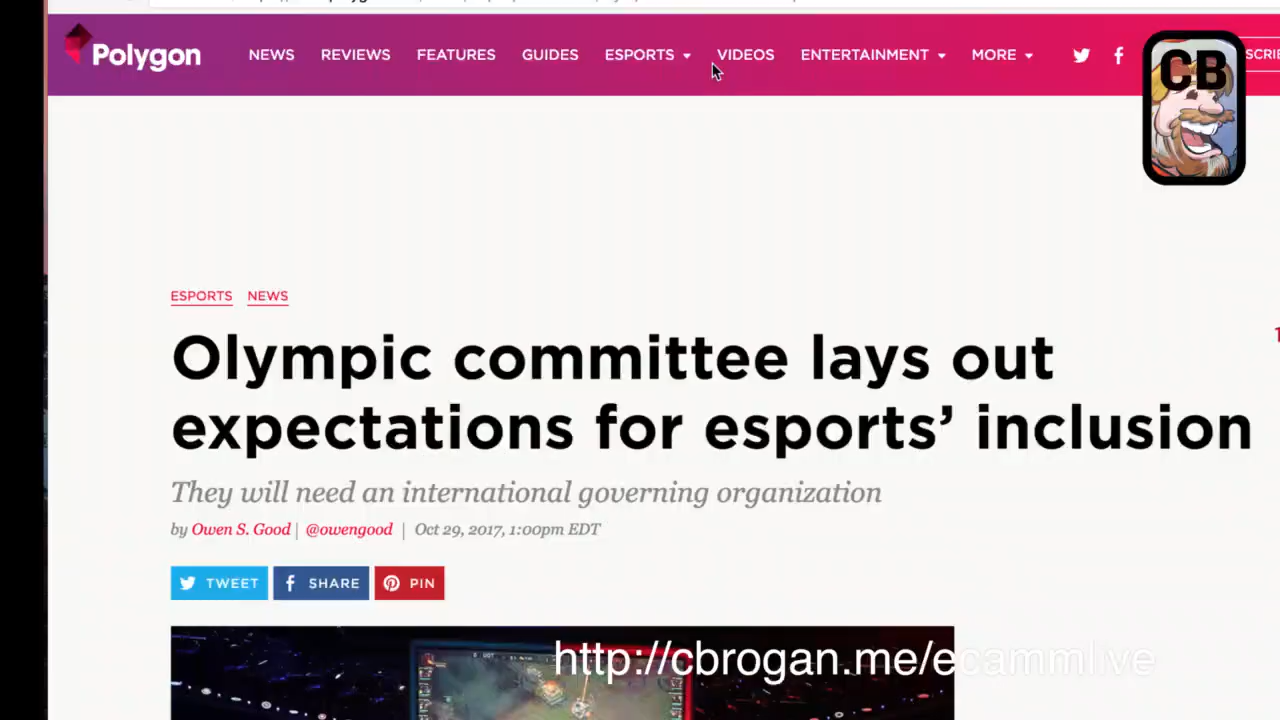 Polygon
NEWS REVIEWS FEATURES GUIDES ESPORTS VIDEOS ENTERTAINMENT MORE
CB
ESPORTS NEWS
Olympic committee lays out
expectations for esports’ inclusion
They will need an international governing organization
by Owen S. Good | @owengood | Oct 29, 2017, 1:00pm EDT
TWEET SHARE PIN
http://cbrogan.me/ecammlive